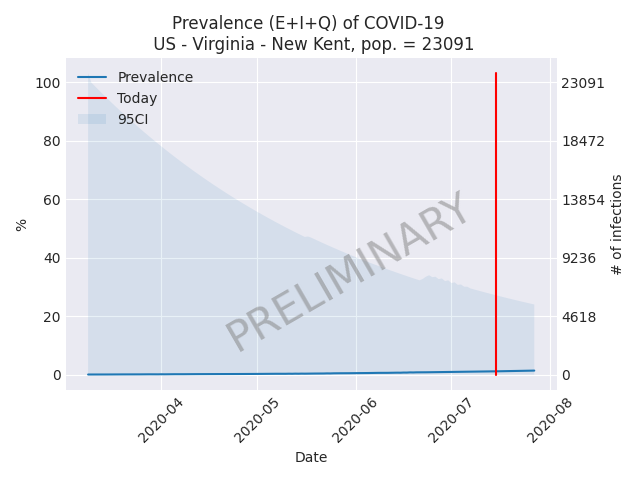 Prevalence (E+I+Q) of COVID-19
US - Virginia - New Kent, pop. = 23091
Prevalence
Today
95CI
100
80
60
40
20
0
%
23091
18472
13854
9236
4618
0
# of infections
PRELIMINARY
2020-04
2020-05
2020-06
2020-07
2020-08
Date